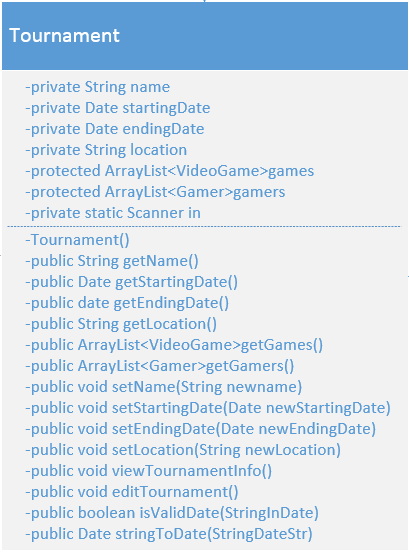 Tournament
-private String name
-private Date startingDate
-private Date endingDate
-private String location
-protected ArrayList<VideoGame>games
-protected ArrayList<Gamer>gamers
-private static Scanner in
-Tournament()
-public String getName()
-public Date getStartingDate()
-public date getEndingDate()
-public String getLocation()
-public ArrayList<VideoGame>getGames()
-public ArrayList<Gamer>getGamers()
-public void setName(String newname)
-public void setStartingDate(Date newStartingDate)
-public void setEndingDate(Date newEndingDate)
-public void setLocation(String newLocation)
-public void viewTournamentInfo()
-public void editTournament()
-public boolean isValidDate(StringInDate)
-public Date stringToDate(StringDateStr)